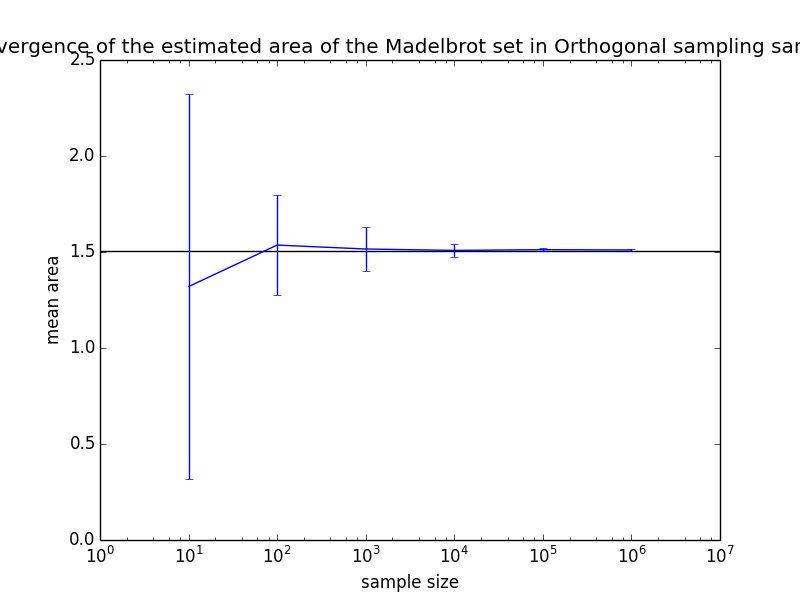 vergence of the estimated area of the Madelbrot set in Orthogonal sampling sar
2.5
2.0
1.5
1.0
0.5
0.0
mean area
10^0 10^1 10^2 10^3 10^4 10^5 10^6 10^7
sample size